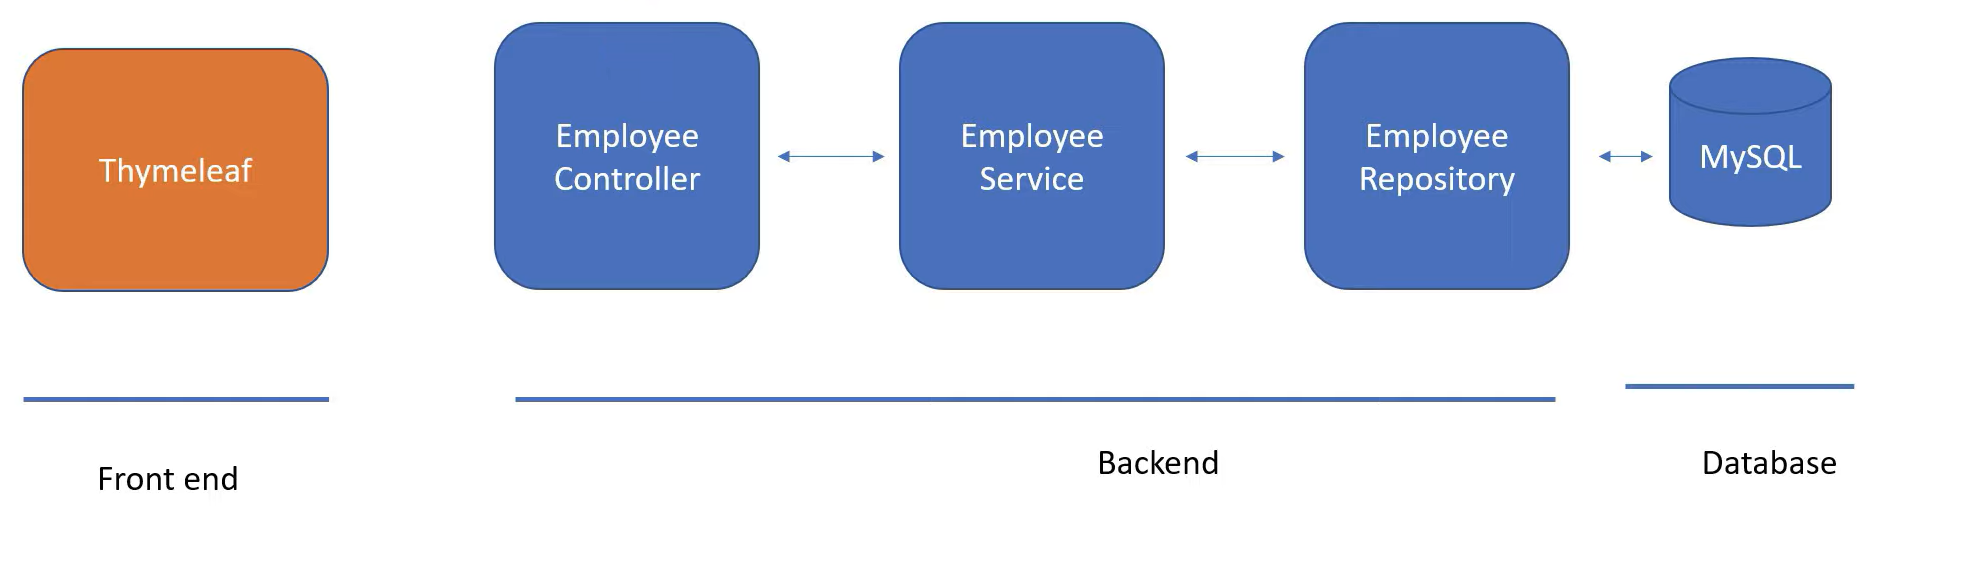 Thymeleaf
Employee
Controller
Employee
Service
Employee
Repository
MySQL
Front end
Backend
Database